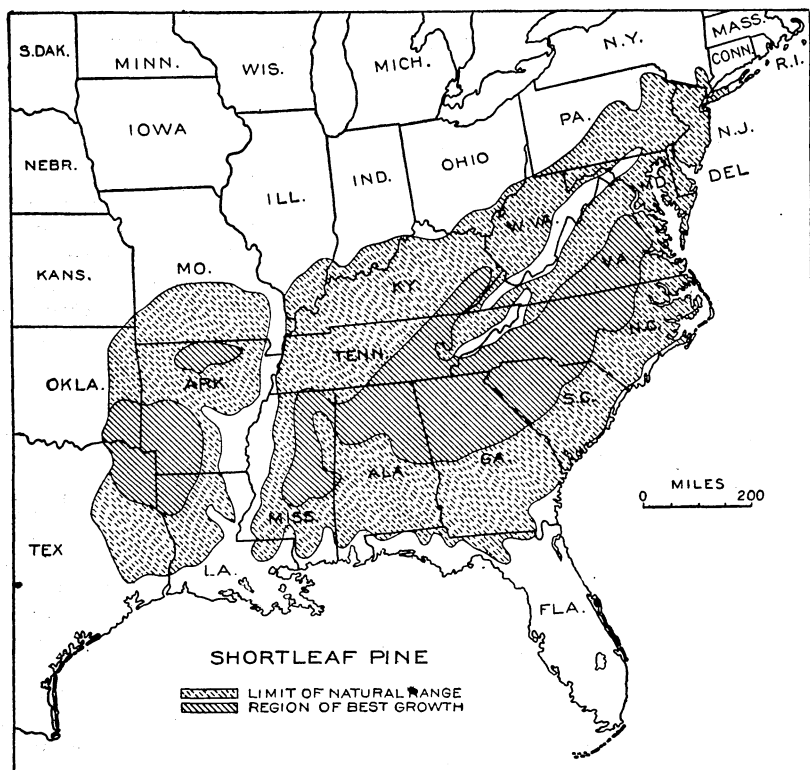 S.DAK.
MINN.
WIS.
MICH.
N.Y.
MASS.
CONN.
R.I.
IOWA
PA.
N.J.
NEBR.
ILL.
IND.
OHIO
DEL
MD.
W.VA.
KANS.
MO.
KY.
VA.
OKLA.
ARK.
TENN.
N.C.
S.C.
MISS.
ALA.
GA.
MILES
0 200
TEX
LA.
FLA.
SHORTLEAF PINE
LIMIT OF NATURAL RANGE
REGION OF BEST GROWTH